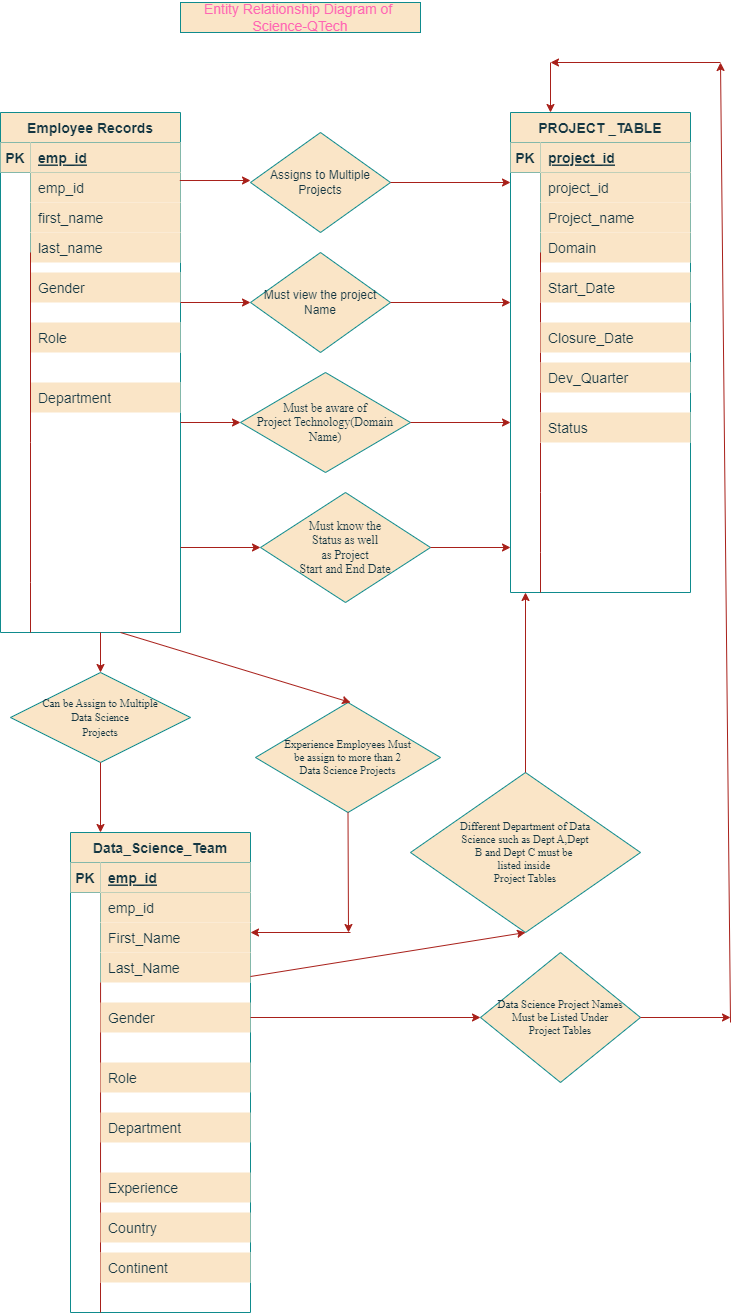 Entity Relationship Diagram of
Science-QTech
Employee Records
PK emp_id
emp_id
first_name
last_name
Gender
Role
Department
Assigns to Multiple
Projects
Must view the project
Name
Must be aware of
Project Technology(Domain
Name)
Must know the
Status as well
as Project
Start and End Date
PROJECT _TABLE
PK project_id
project_id
Project_name
Domain
Start_Date
Closure_Date
Dev_Quarter
Status
Can be Assign to Multiple
Data Science
Projects
Experience Employees Must
be assign to more than 2
Data Science Projects
Different Department of Data
Science such as Dept A,Dept
B and Dept C must be
listed inside
Project Tables
Data_Science_Team
PK emp_id
emp_id
First_Name
Last_Name
Gender
Role
Department
Experience
Country
Continent
Data Science Project Names
Must be Listed Under
Project Tables